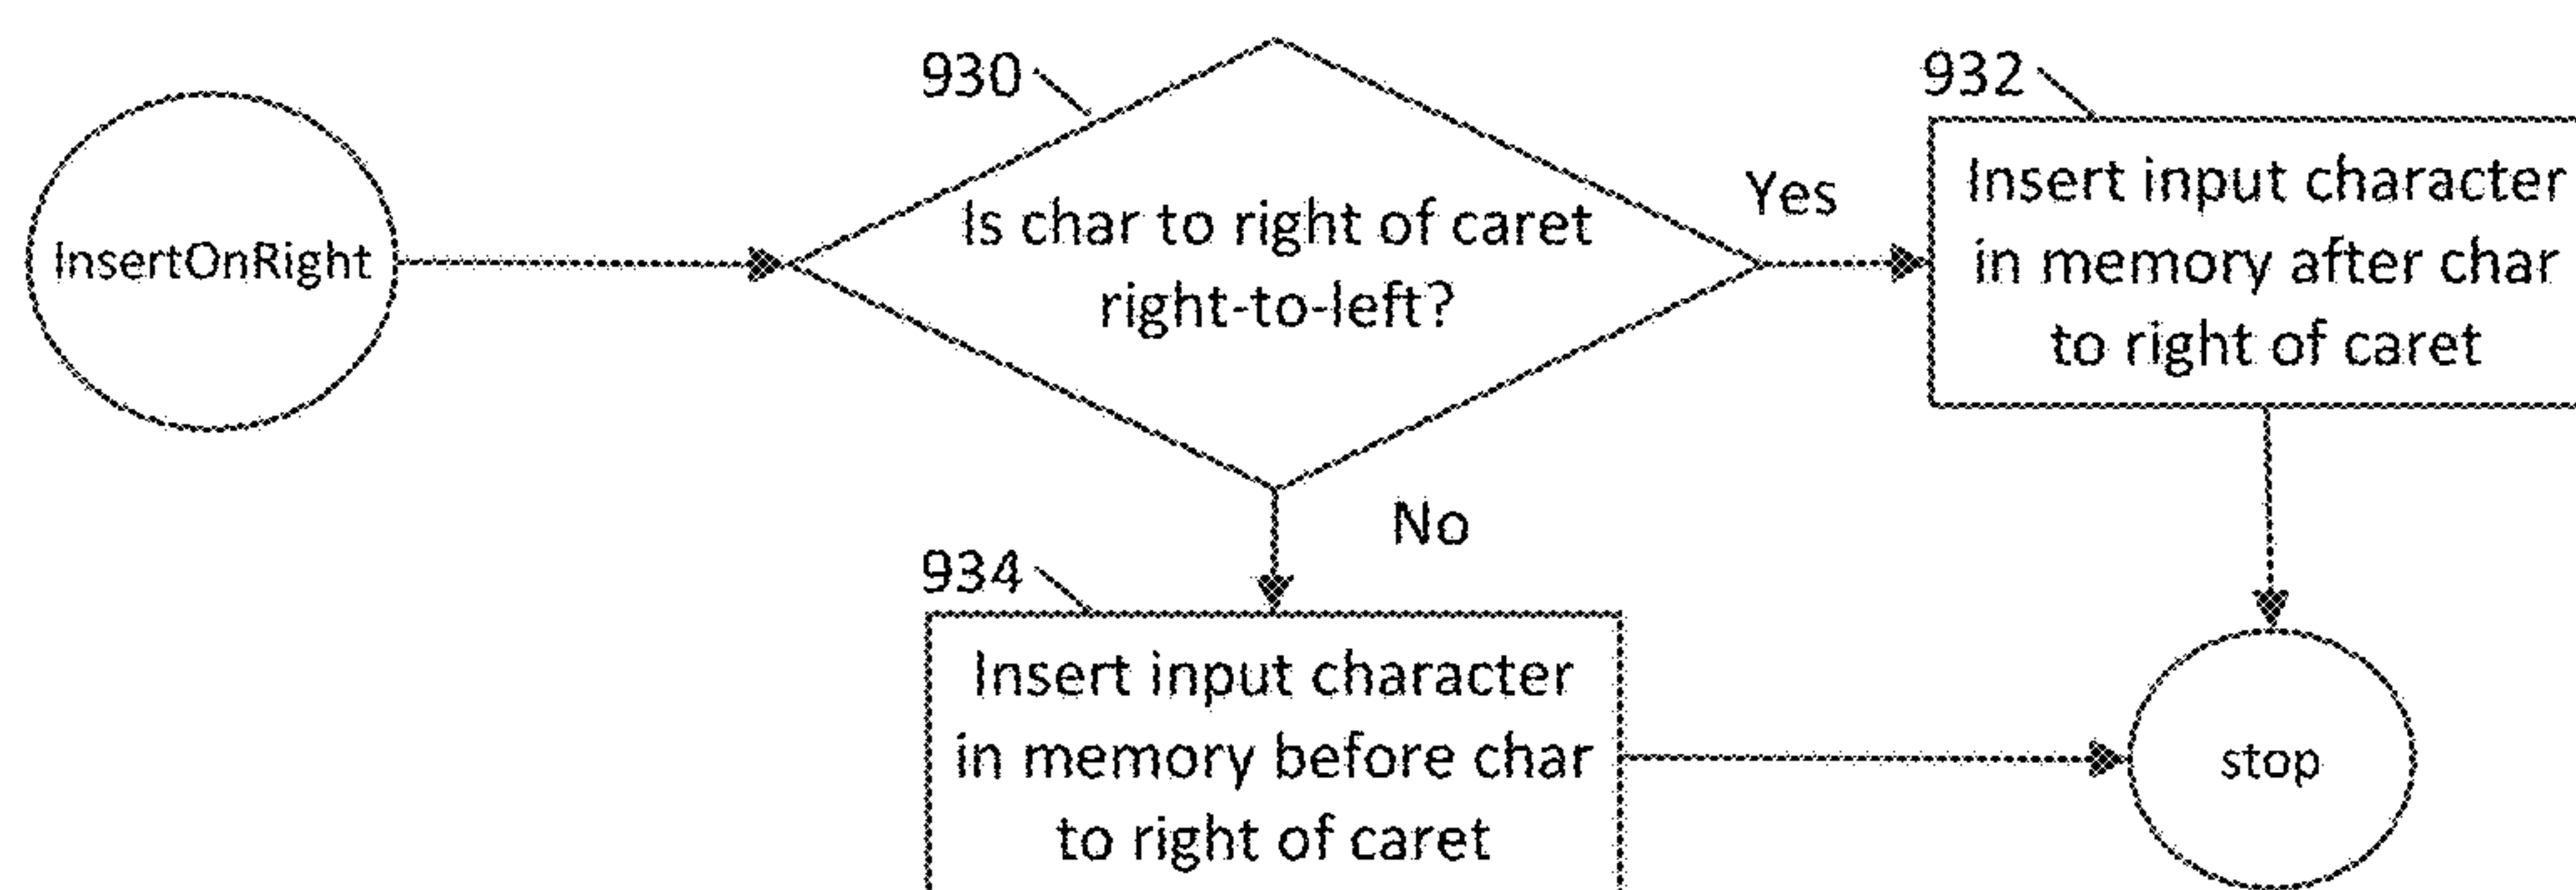 InsertOnRight
930
Is char to right of caret
right-to-left?
Yes
932
Insert input character
in memory after char
to right of caret
No
934
Insert input character
in memory before char
to right of caret
stop